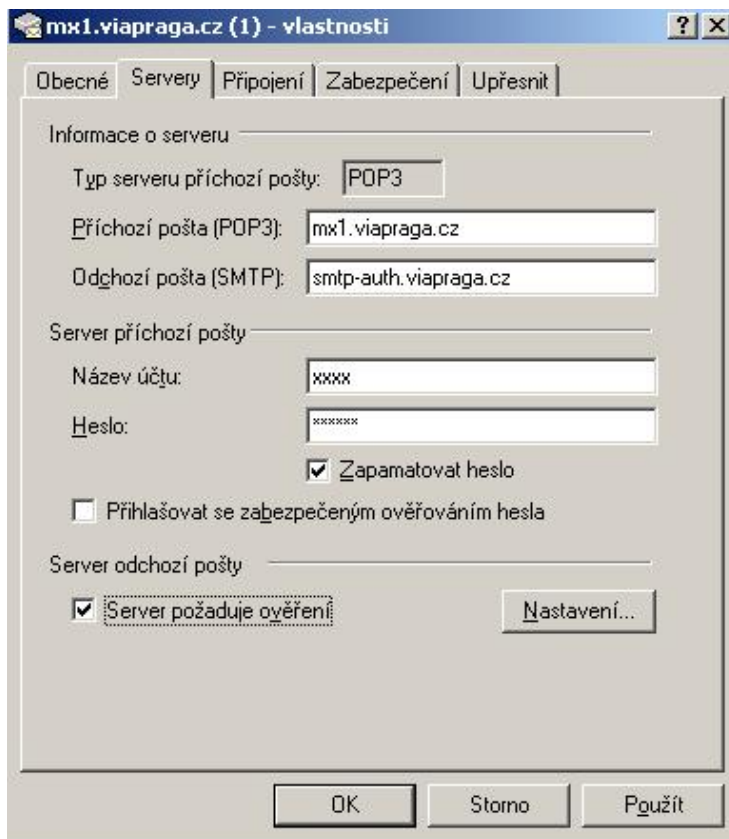 mx1.viapraga.cz (1) - vlastnosti
Obecné Servery Připojení Zabezpečení Upřesnit
Informace o serveru
Typ serveru příchozí pošty: POP3
Příchozí pošta (POP3): mx1.viapraga.cz
Odchozí pošta (SMTP): smtp-auth.viapraga.cz
Server příchozí pošty
Název účtu: xxxx
Heslo: ******
Zapamatovat heslo
Přihlašovat se zabezpečeným ověřováním hesla
Server odchozí pošty
Server požaduje ověření Nastavení...
OK Storno Použít